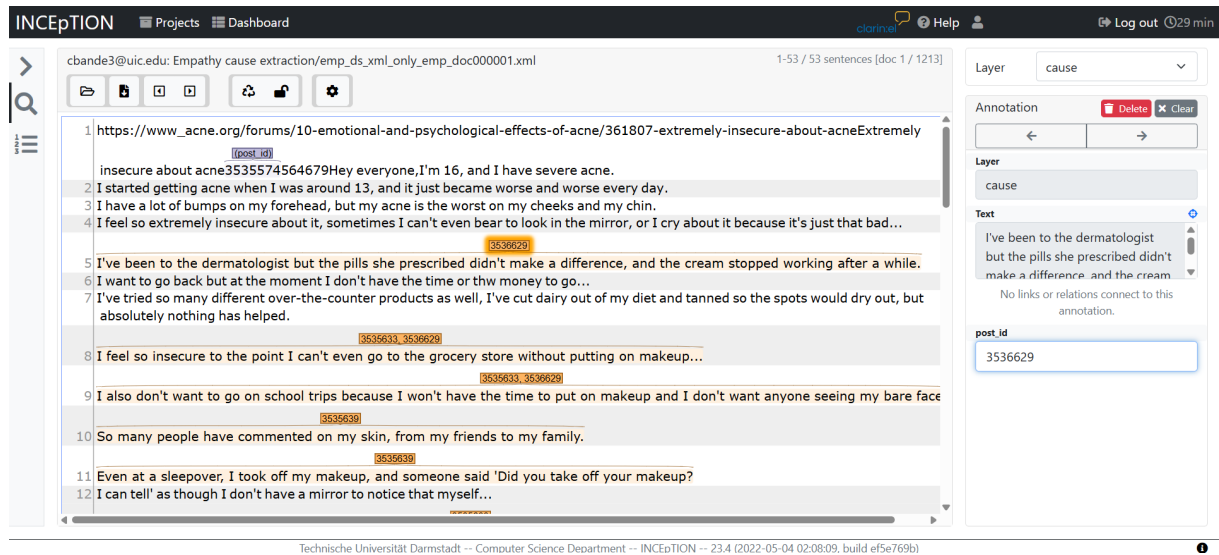 INCEpTION Projects Dashboard clarin:el Help Log out 29 min
cbande3@uic.edu: Empathy cause extraction/emp_ds_xml_only_emp_doc000001.xml 1-53 / 53 sentences [doc 1 / 1213]
1 https://www_acne.org/forums/10-emotional-and-psychological-effects-of-acne/361807-extremely-insecure-about-acneExtremely
(post_id)
insecure about acne3535574564679Hey everyone,I'm 16, and I have severe acne.
2 I started getting acne when I was around 13, and it just became worse and worse every day.
3 I have a lot of bumps on my forehead, but my acne is the worst on my cheeks and my chin.
4 I feel so extremely insecure about it, sometimes I can't even bear to look in the mirror, or I cry about it because it's just that bad...
3536629
5 I've been to the dermatologist but the pills she prescribed didn't make a difference, and the cream stopped working after a while.
6 I want to go back but at the moment I don't have the time or thw money to go...
7 I've tried so many different over-the-counter products as well, I've cut dairy out of my diet and tanned so the spots would dry out, but
absolutely nothing has helped.
3535633, 3536629
8 I feel so insecure to the point I can't even go to the grocery store without putting on makeup...
3535633, 3536629
9 I also don't want to go on school trips because I won't have the time to put on makeup and I don't want anyone seeing my bare face
3535639
10 So many people have commented on my skin, from my friends to my family.
3535639
11 Even at a sleepover, I took off my makeup, and someone said 'Did you take off your makeup?
12 I can tell' as though I don't have a mirror to notice that myself...
Layer cause
Annotation Delete Clear
Layer
cause
Text
I've been to the dermatologist
but the pills she prescribed didn't
make a difference, and the cream
No links or relations connect to this
annotation.
post_id
3536629
Technische Universität Darmstadt -- Computer Science Department -- INCEpTION -- 23.4 (2022-05-04 02:08:09, build ef5e769b)